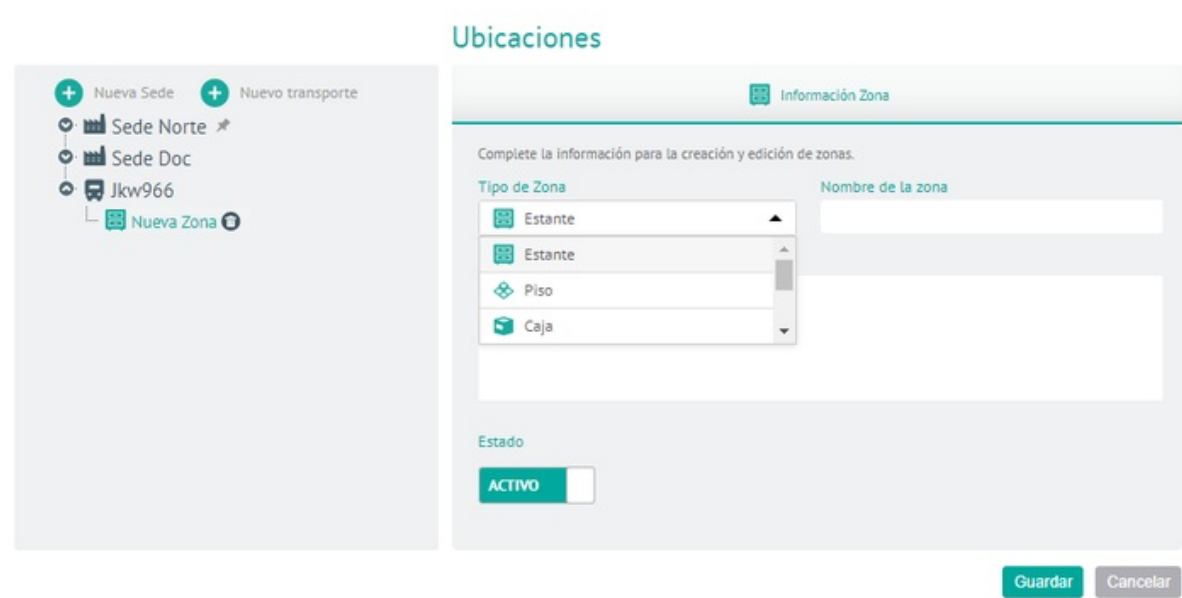 Ubicaciones
Nueva Sede
Nuevo transporte
Sede Norte
Sede Doc
Jkw966
Nueva Zona
Información Zona
Complete la información para la creación y edición de zonas.
Tipo de Zona
Nombre de la zona
Estante
Estante
Piso
Caja
Estado
ACTIVO
Guardar
Cancelar